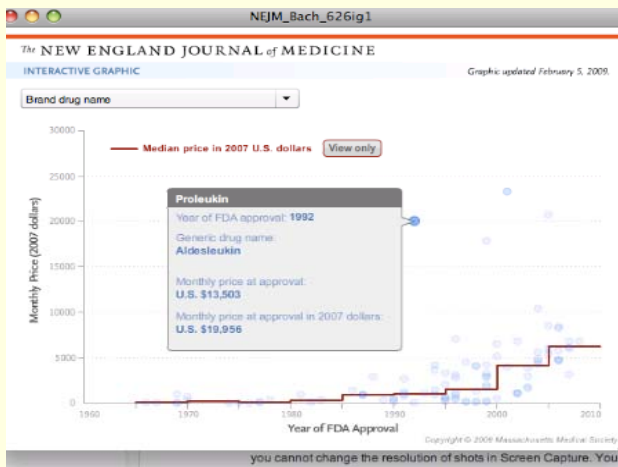 NEJM_Bach_626ig1
The NEW ENGLAND JOURNAL of MEDICINE
INTERACTIVE GRAPHIC
Graphic updated February 5, 2009.
Brand drug name
Median price in 2007 U.S. dollars
View only
30000
25000
20000
15000
10000
5000
0
Monthly Price (2007 dollars)
Proleukin
Year of FDA approval: 1992
Generic drug name:
Aldesleukin
Monthly price at approval:
U.S. $13,503
Monthly price at approval in 2007 dollars:
U.S. $19,956
1960 1970 1980 1990 2000 2010
Year of FDA Approval
Copyright © 2009 Massachusetts Medical Society
you cannot change the resolution of shots in Screen Capture. You